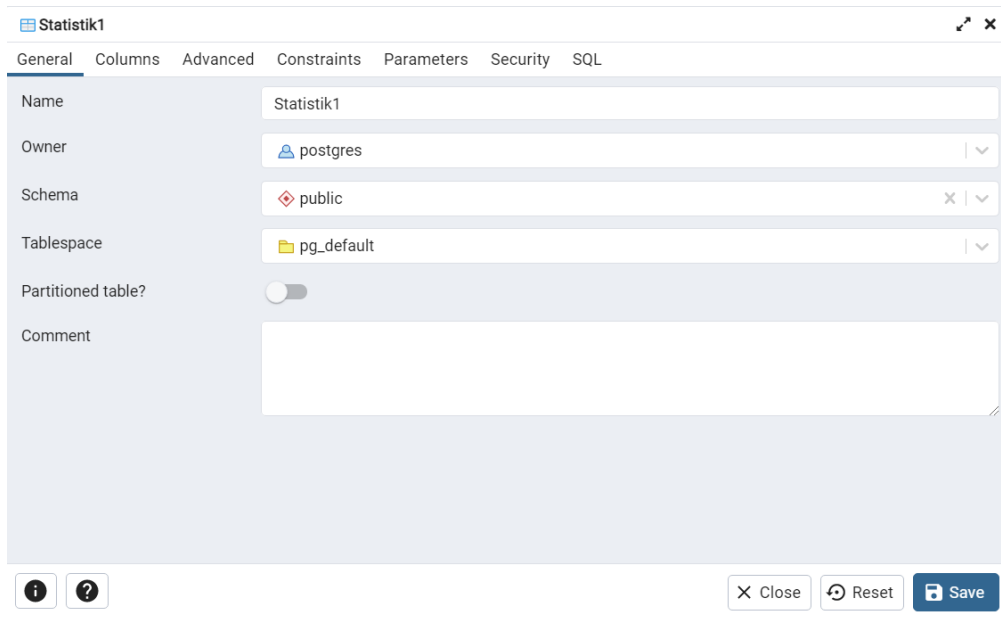 Statistik1
General Columns Advanced Constraints Parameters Security SQL
Name Statistik1
Owner postgres
Schema public
Tablespace pg_default
Partitioned table?
Comment
Close Reset Save